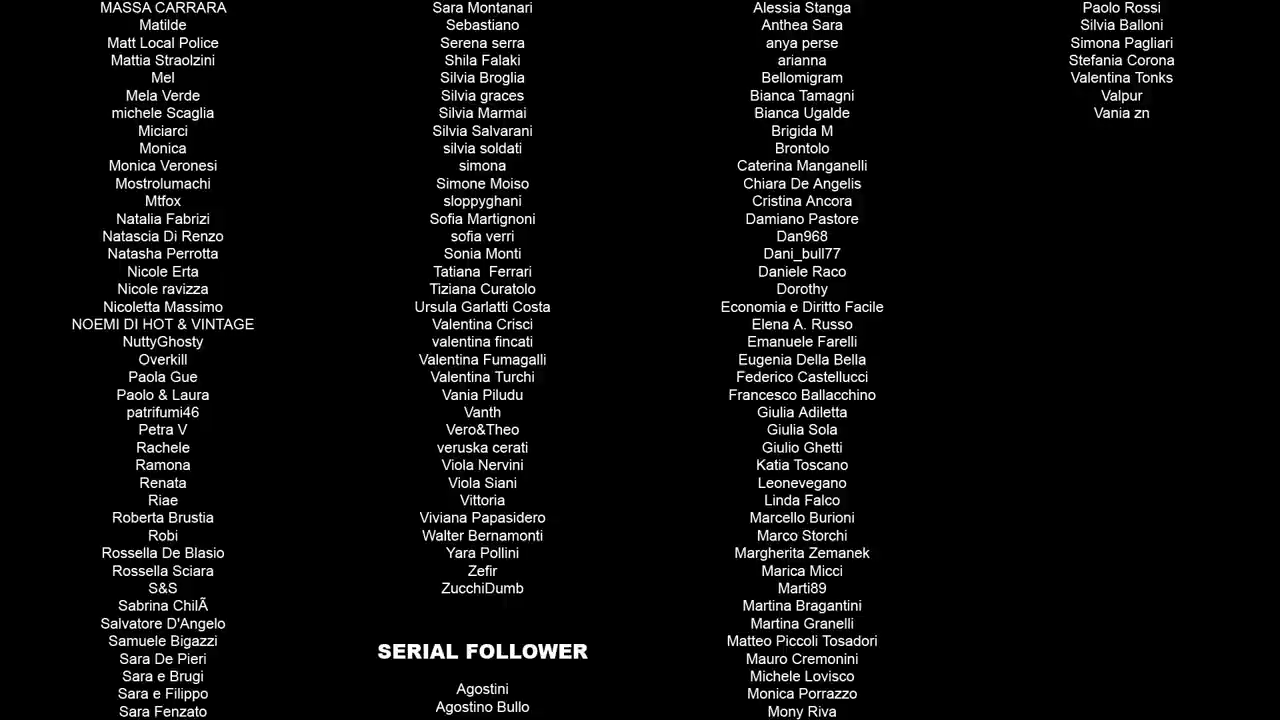 MASSA CARRARA
Matilde
Matt Local Police
Mattia Straolzini
Mel
Mela Verde
michele Scaglia
Miciarci
Monica
Monica Veronesi
Mostrolumachi
Mtfox
Natalia Fabrizi
Natascia Di Renzo
Natasha Perrotta
Nicole Erta
Nicole ravizza
Nicoletta Massimo
NOEMI DI HOT & VINTAGE
NuttyGhosty
Overkill
Paola Gue
Paolo & Laura
patrifumi46
Petra V
Rachele
Ramona
Renata
Riae
Roberta Brustia
Robi
Rossella De Blasio
Rossella Sciara
S&S
Sabrina ChilÃ
Salvatore D'Angelo
Samuele Bigazzi
Sara De Pieri
Sara e Brugi
Sara e Filippo
Sara Fenzato
Sara Montanari
Sebastiano
Serena serra
Shila Falaki
Silvia Broglia
Silvia graces
Silvia Marmai
Silvia Salvarani
silvia soldati
simona
Simone Moiso
sloppyghani
Sofia Martignoni
sofia verri
Sonia Monti
Tatiana  Ferrari
Tiziana Curatolo
Ursula Garlatti Costa
Valentina Crisci
valentina fincati
Valentina Fumagalli
Valentina Turchi
Vania Piludu
Vanth
Vero&Theo
veruska cerati
Viola Nervini
Viola Siani
Vittoria
Viviana Papasidero
Walter Bernamonti
Yara Pollini
Zefir
ZucchiDumb
SERIAL FOLLOWER
Agostini
Agostino Bullo
Alessia Stanga
Anthea Sara
anya perse
arianna
Bellomigram
Bianca Tamagni
Bianca Ugalde
Brigida M
Brontolo
Caterina Manganelli
Chiara De Angelis
Cristina Ancora
Damiano Pastore
Dan968
Dani_bull77
Daniele Raco
Dorothy
Economia e Diritto Facile
Elena A. Russo
Emanuele Farelli
Eugenia Della Bella
Federico Castellucci
Francesco Ballacchino
Giulia Adiletta
Giulia Sola
Giulio Ghetti
Katia Toscano
Leonevegano
Linda Falco
Marcello Burioni
Marco Storchi
Margherita Zemanek
Marica Micci
Marti89
Martina Bragantini
Martina Granelli
Matteo Piccoli Tosadori
Mauro Cremonini
Michele Lovisco
Monica Porrazzo
Mony Riva
Paolo Rossi
Silvia Balloni
Simona Pagliari
Stefania Corona
Valentina Tonks
Valpur
Vania zn